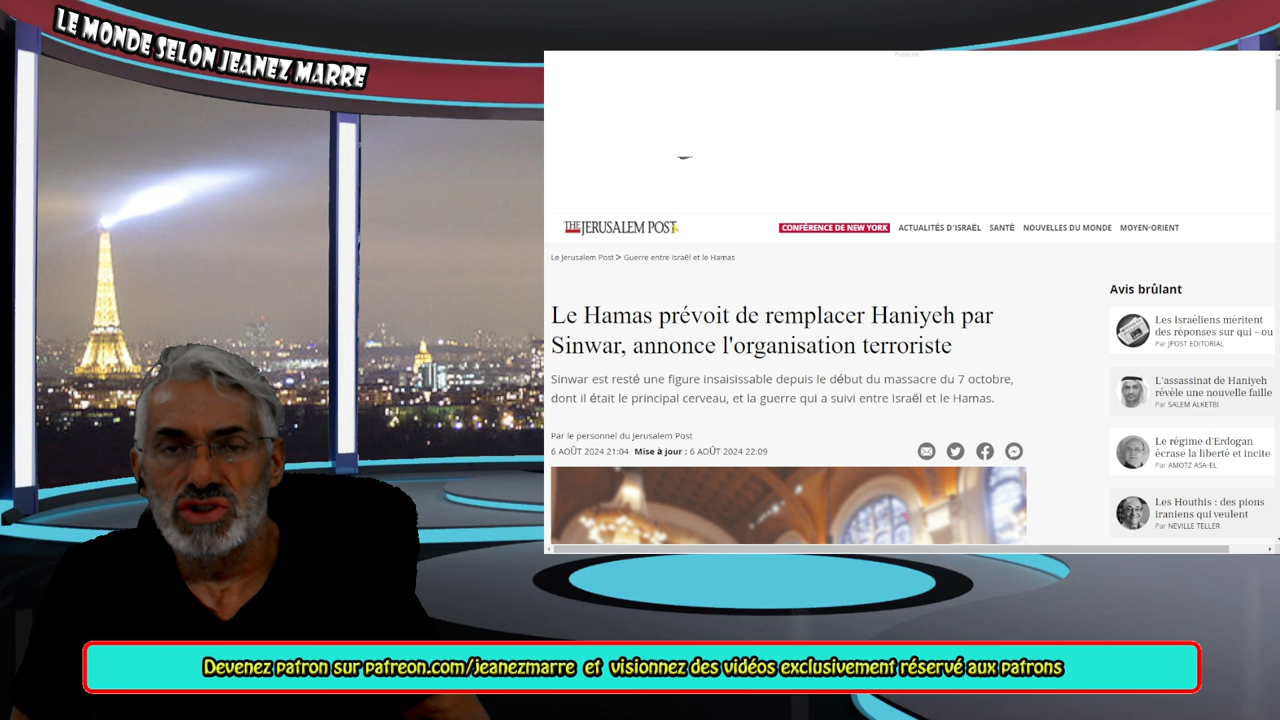 LE MONDE SELON JEANEZ MARRE
Publicité
THE JERUSALEM POST
CONFÉRENCE DE NEW YORK ACTUALITÉS D'ISRAËL SANTÉ NOUVELLES DU MONDE MOYEN-ORIENT
Le Jerusalem Post > Guerre entre Israël et le Hamas
Le Hamas prévoit de remplacer Haniyeh par
Sinwar, annonce l'organisation terroriste
Sinwar est resté une figure insaisissable depuis le début du massacre du 7 octobre,
dont il était le principal cerveau, et la guerre qui a suivi entre Israël et le Hamas.
Par le personnel du Jerusalem Post
6 AOÛT 2024 21:04 Mise à jour : 6 AOÛT 2024 22:09
Avis brûlant
Les Israéliens méritent
des réponses sur qui – ou
Par JPOST EDITORIAL
L'assassinat de Haniyeh
révèle une nouvelle faille
Par SALEM ALKETBI
Le régime d'Erdogan
écrase la liberté et incite
Par AMOTZ ASA-EL
Les Houthis : des pions
iraniens qui veulent
Par NEVILLE TELLER
Devenez patron sur patreon.com/jeanezmarre et visionnez des vidéos exclusivement réservé aux patrons